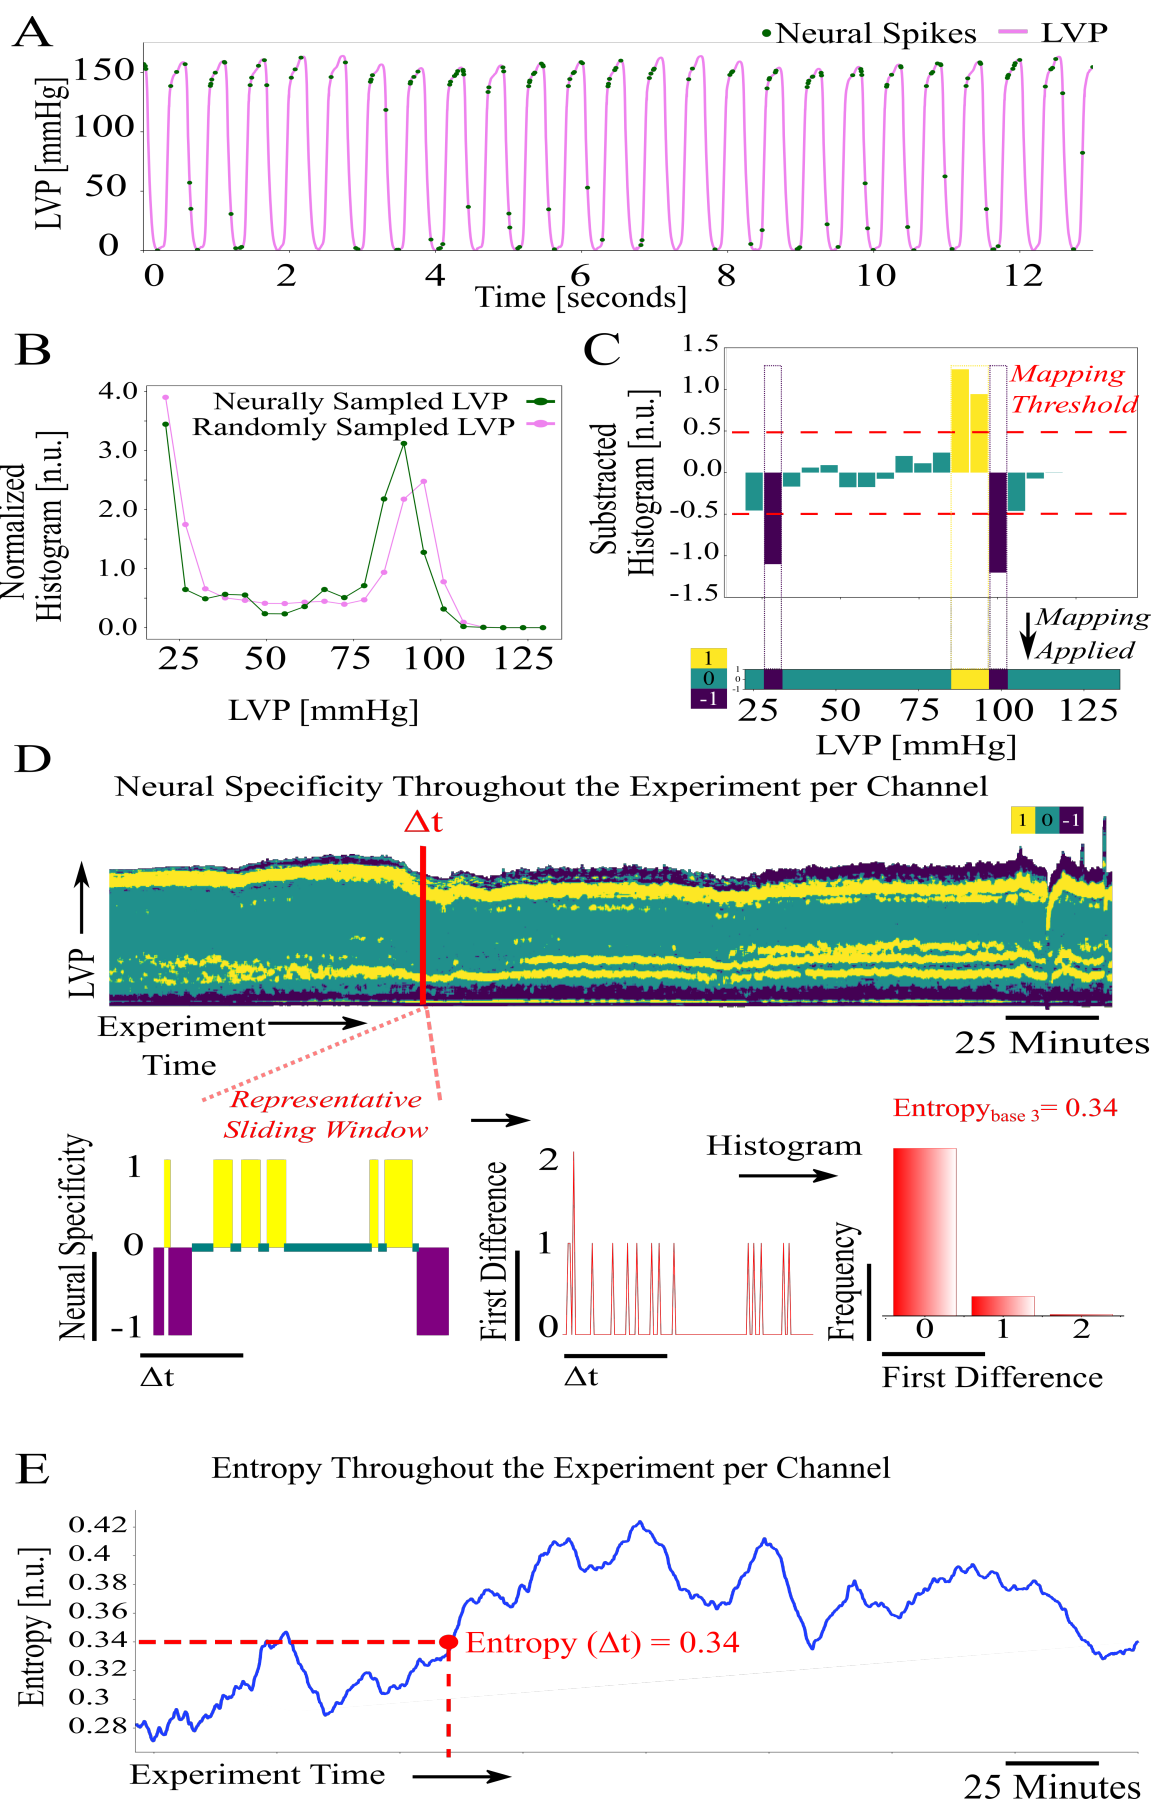 A
Neural Spikes
LVP
LVP [mmHg]
150
100
50
0
0 2 4 6 8 10 12
Time [seconds]
B
Normalized
Histogram [n.u.]
4.0
3.0
2.0
1.0
0.0
Neurally Sampled LVP
Randomly Sampled LVP
25 50 75 100 125
LVP [mmHg]
C
Substracted
Histogram [n.u.]
1.5
1.0
0.5
0.0
-0.5
-1.0
-1.5
Mapping
Threshold
Mapping
Applied
1
0
-1
1
0
-1
25 50 75 100 125
LVP [mmHg]
D
Neural Specificity Throughout the Experiment per Channel
Δt
1 0 -1
LVP
Experiment
Time
25 Minutes
Representative
Sliding Window
Neural Specificity
1
0
-1
Δt
First Difference
2
1
0
Δt
Histogram
Entropybase 3= 0.34
Frequency
0 1 2
First Difference
E
Entropy Throughout the Experiment per Channel
Entropy [n.u.]
0.42
0.4
0.38
0.36
0.34
0.32
0.3
0.28
Entropy (Δt) = 0.34
Experiment Time
25 Minutes